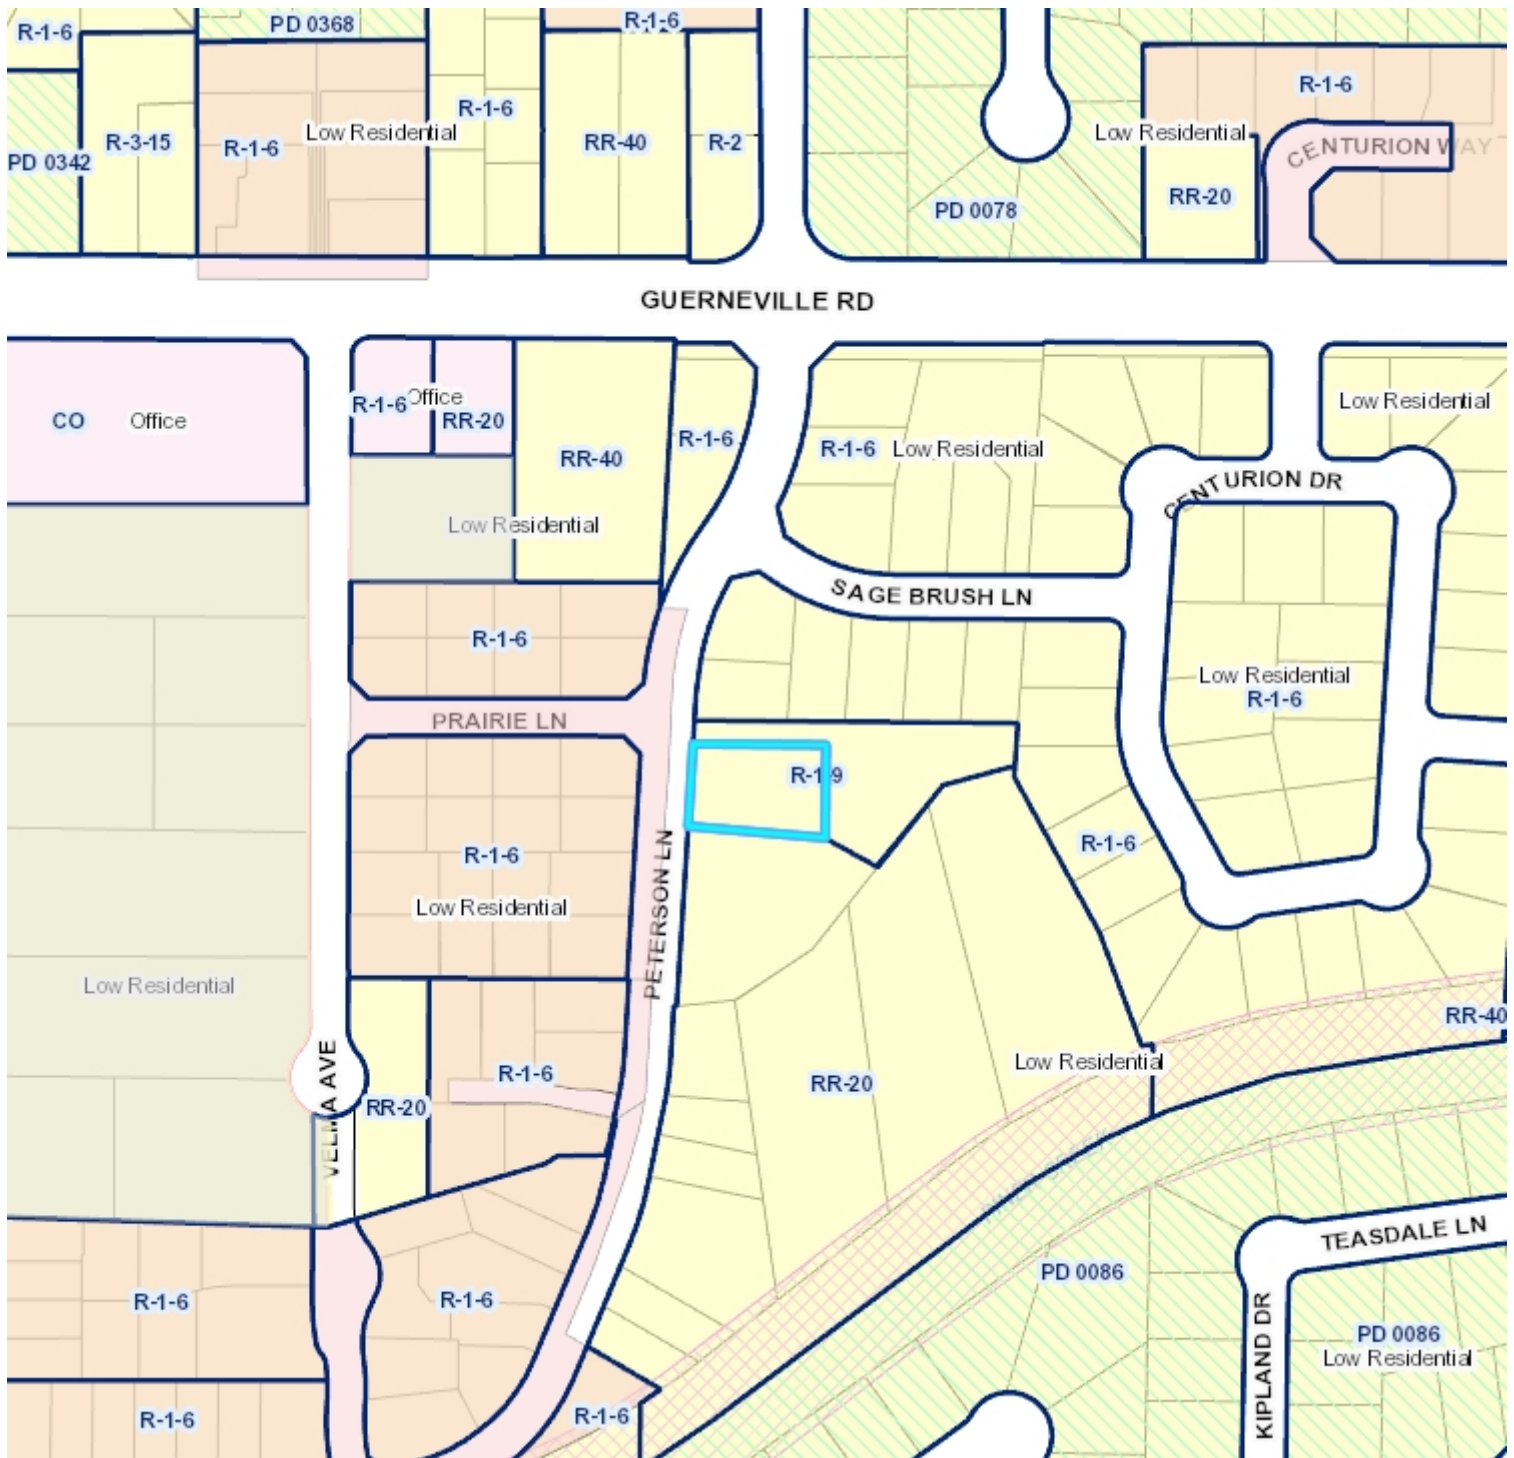 R-1-6
PD 0368
R-1-6
R-1-6
R-3-15
R-1-6
Low Residential
RR-40
R-2
PD 0342
Low Residential
R-1-6
CENTURION WAY
RR-20
PD 0078
GUERNEVILLE RD
CO
Office
R-1-6
Office
RR-20
RR-40
R-1-6
R-1-6
Low Residential
Low Residential
CENTURION DR
Low Residential
SAGE BRUSH LN
R-1-6
Low Residential
R-1-6
PRAIRIE LN
R-1-9
R-1-6
R-1-6
Low Residential
PETERSON LN
Low Residential
RR-40
Low Residential
R-1-6
RR-20
RR-20
VELMA AVE
TEASDALE LN
PD 0086
R-1-6
R-1-6
KIPLAND DR
PD 0086
Low Residential
R-1-6
R-1-6